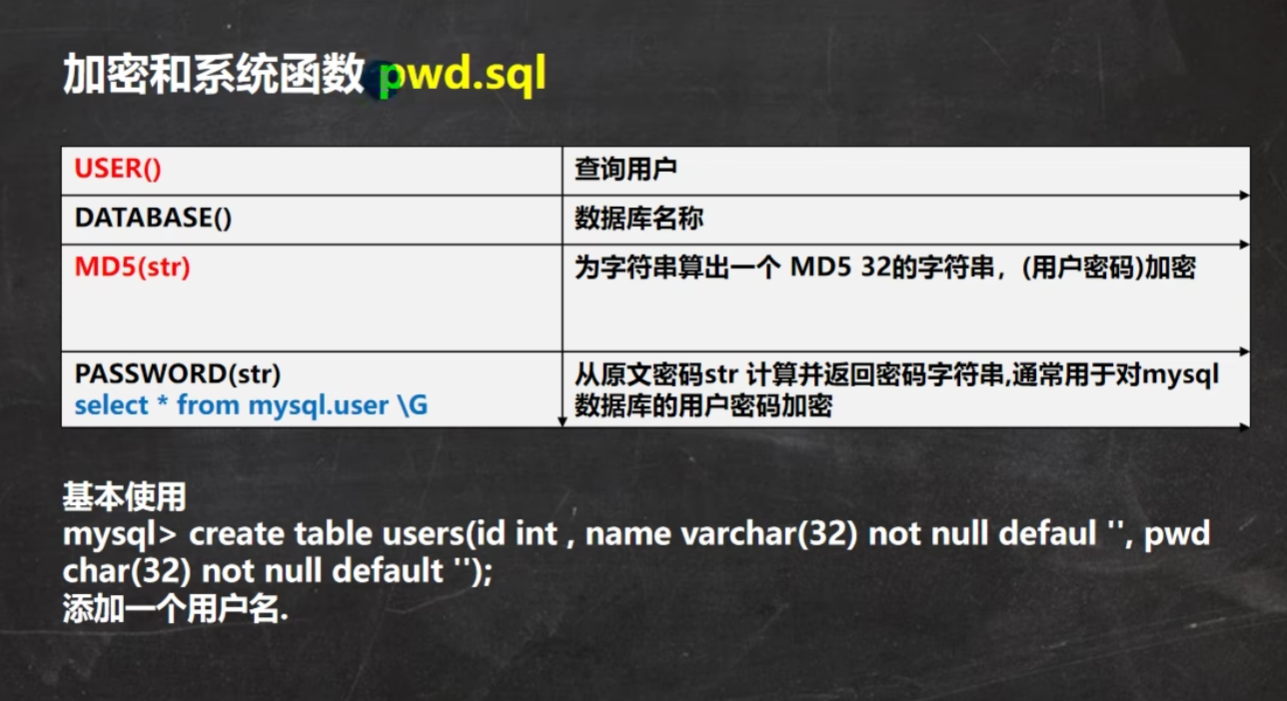 加密和系统函数 pwd.sql
USER()
查询用户
DATABASE()
数据库名称
MD5(str)
为字符串算出一个 MD5 32的字符串，(用户密码)加密
PASSWORD(str)
select * from mysql.user \G
从原文密码str 计算并返回密码字符串,通常用于对mysql
数据库的用户密码加密
基本使用
mysql> create table users(id int , name varchar(32) not null defaul '', pwd
char(32) not null default '');
添加一个用户名.